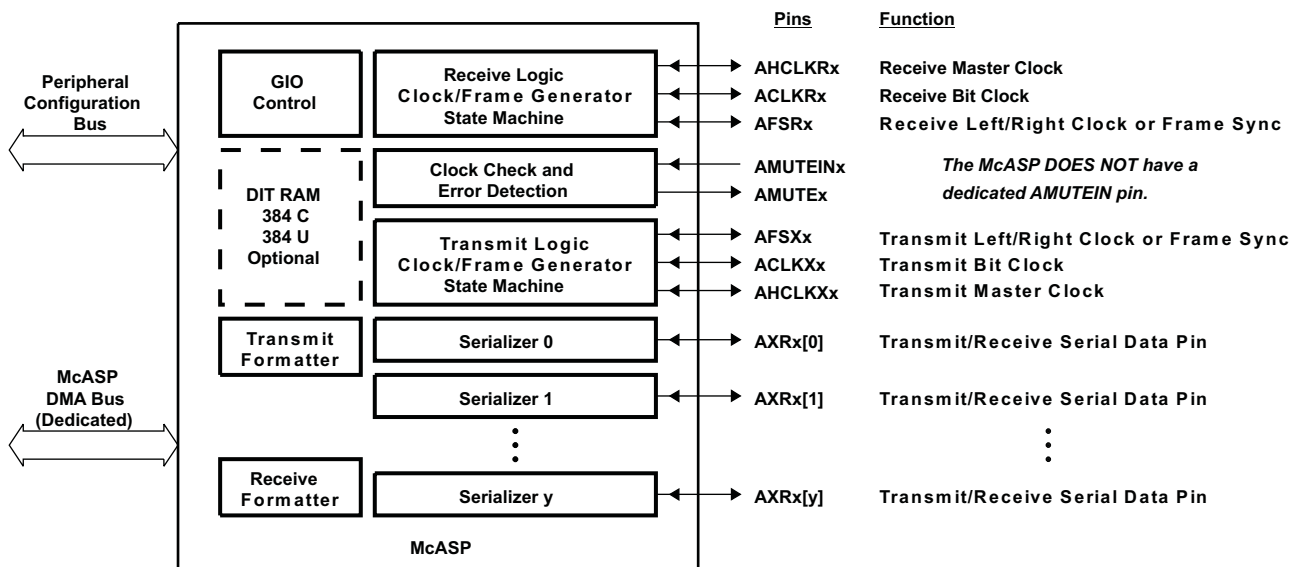 Pins Function
Peripheral
Configuration
Bus
GIO
Control
Receive Logic
Clock/Frame Generator
State Machine
AHCLKRx Receive Master Clock
ACLKRx Receive Bit Clock
AFSRx Receive Left/Right Clock or Frame Sync
DIT RAM
384 C
384 U
Optional
Clock Check and
Error Detection
AMUTEINx
AMUTEx
The McASP DOES NOT have a
dedicated AMUTEIN pin.
Transmit Logic
Clock/Frame Generator
State Machine
AFSXx Transmit Left/Right Clock or Frame Sync
ACLKXx Transmit Bit Clock
AHCLKXx Transmit Master Clock
Transmit
Formatter
Serializer 0
AXRx[0] Transmit/Receive Serial Data Pin
McASP
DMA Bus
(Dedicated)
Serializer 1
AXRx[1] Transmit/Receive Serial Data Pin
Receive
Formatter
Serializer y
AXRx[y] Transmit/Receive Serial Data Pin
McASP